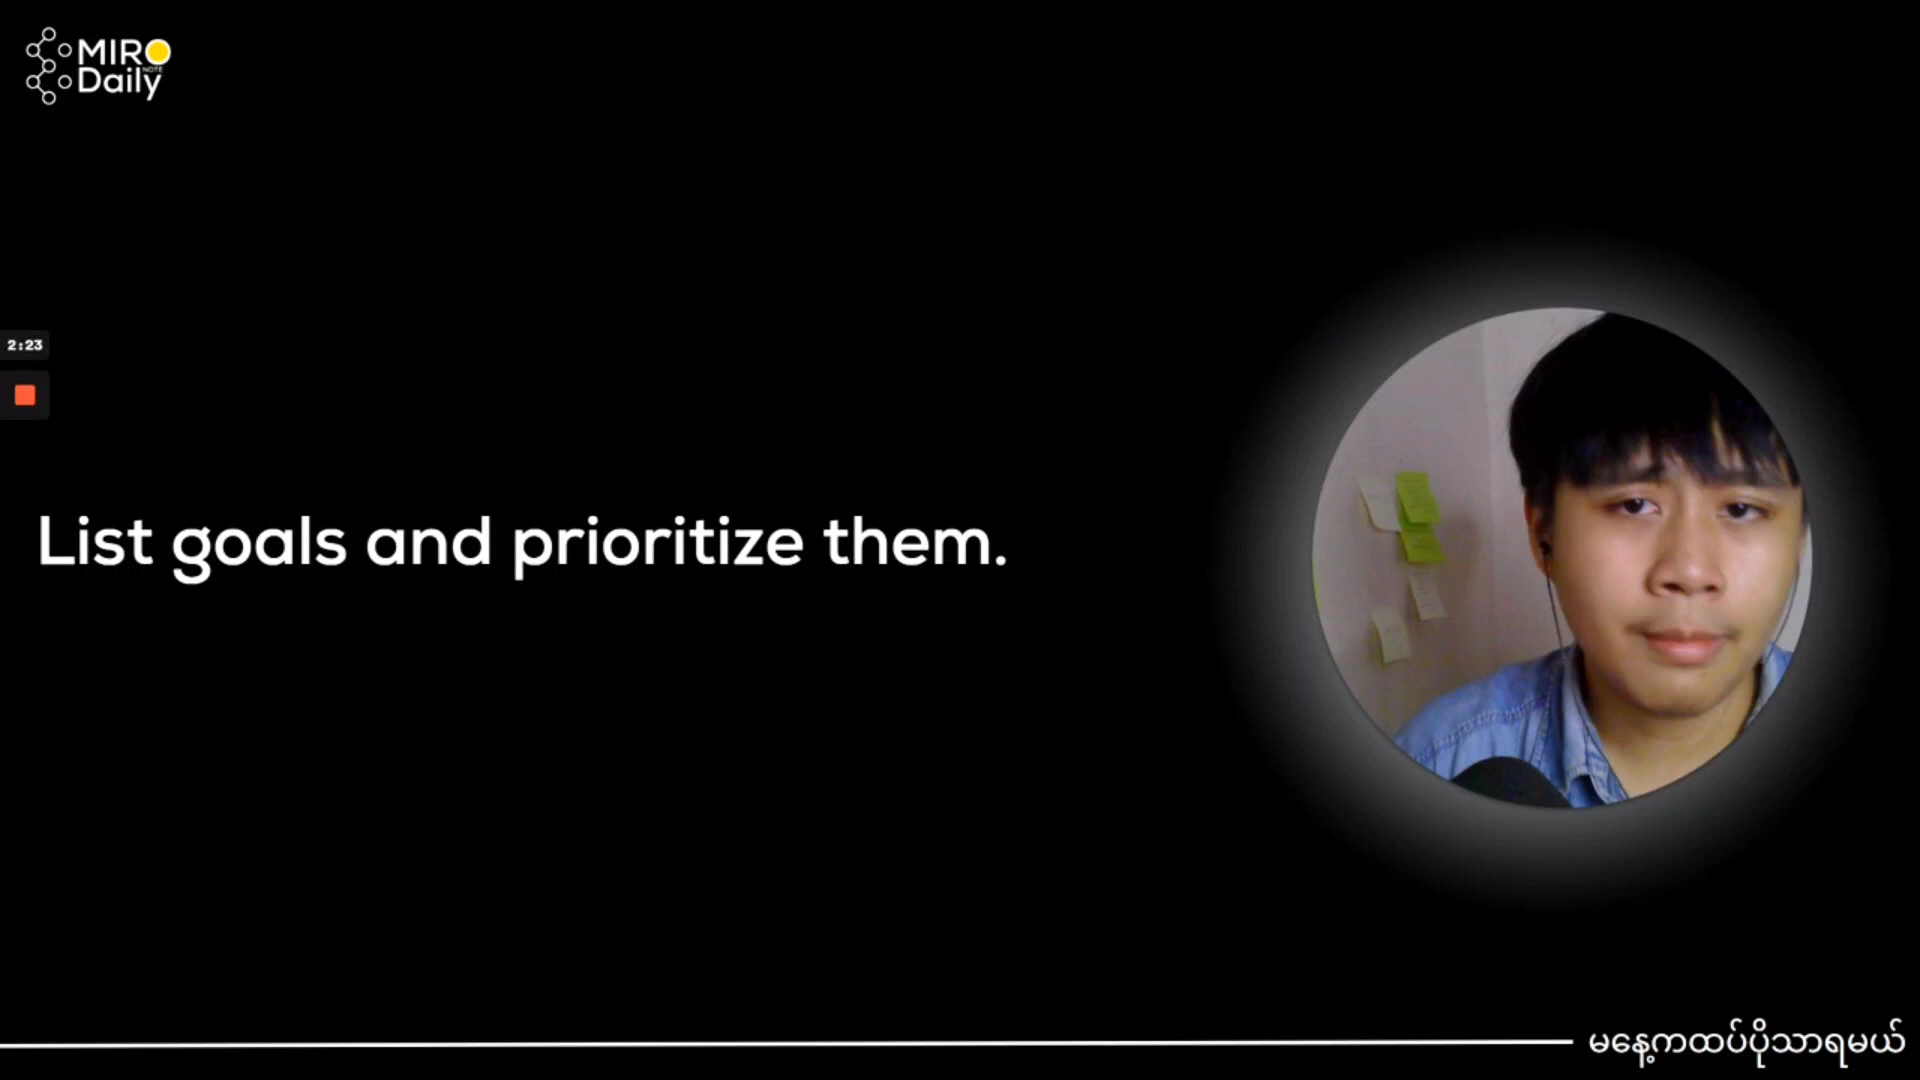 MIRO
NOTE
Daily
2:23
List goals and prioritize them.
မနေ့ကထပ်ပိုသာရမယ်